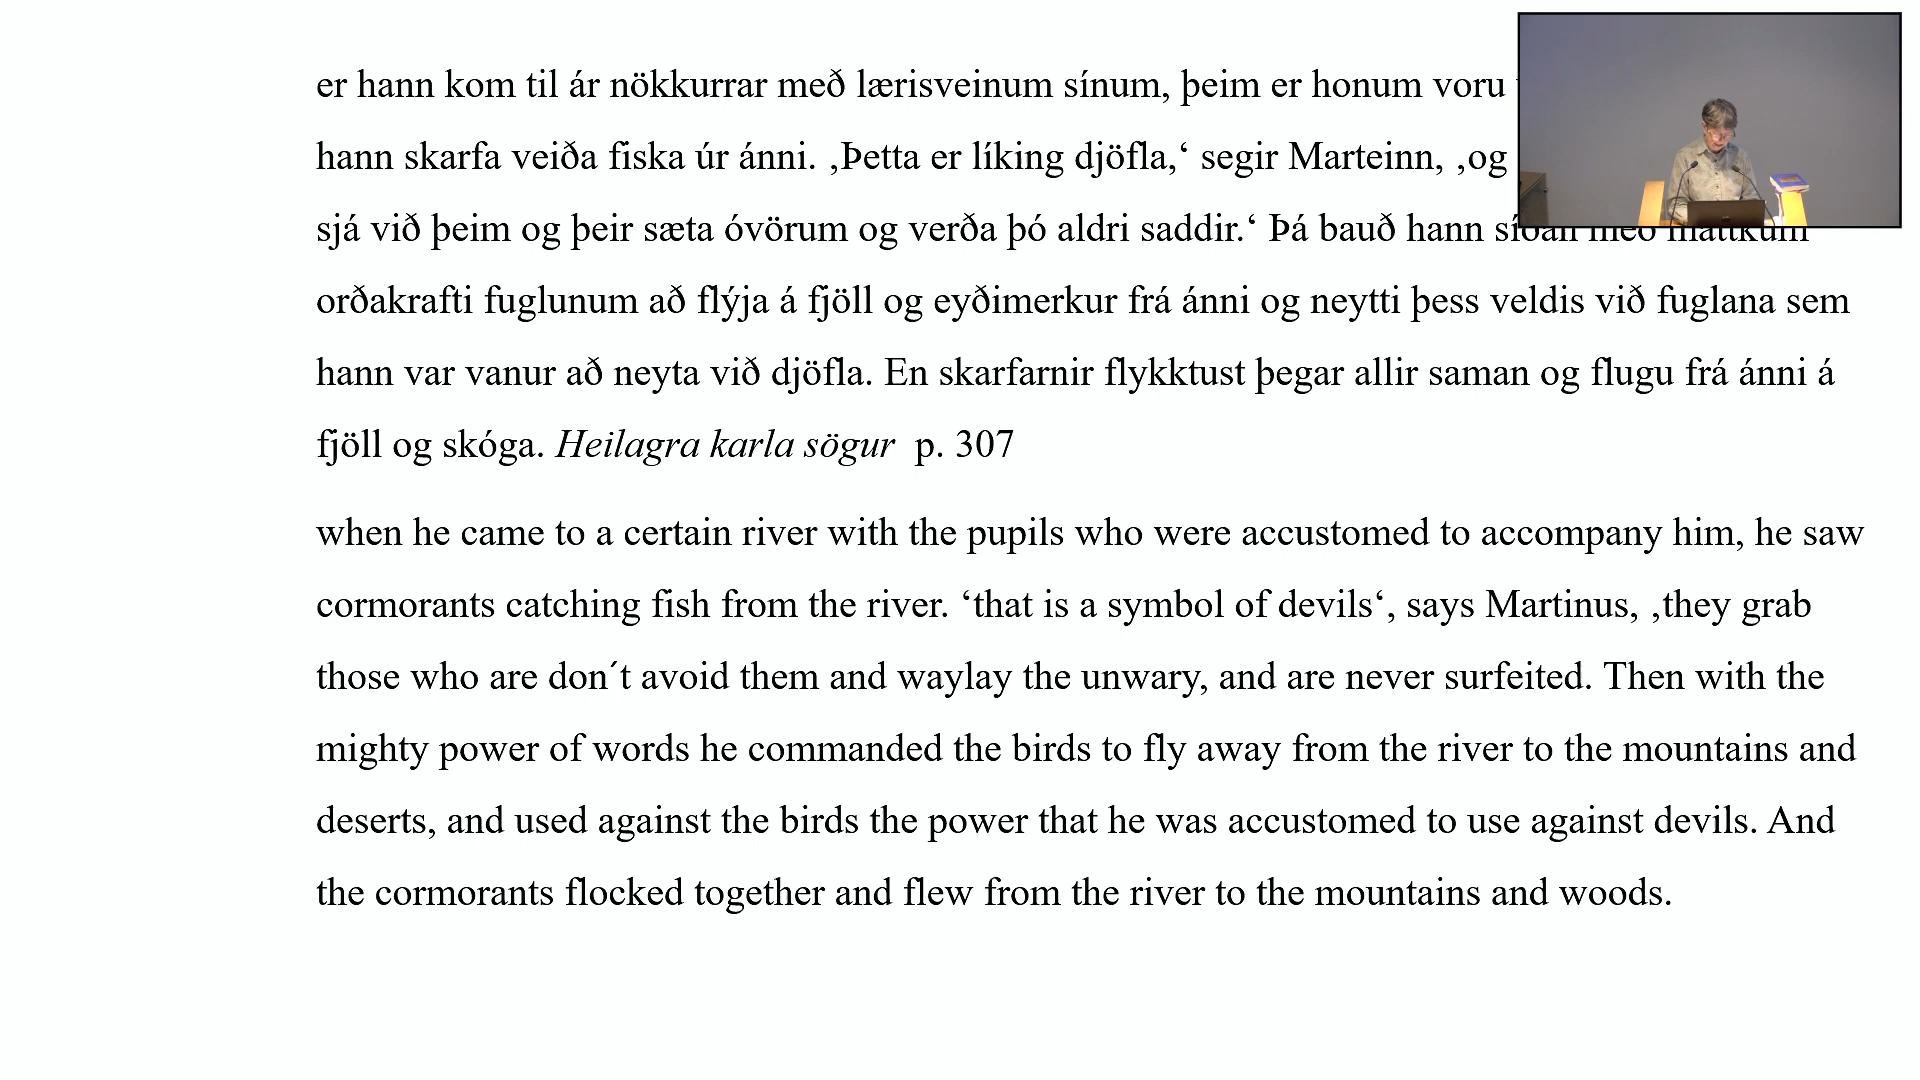 er hann kom til ár nökkurrar með lærisveinum sínum, þeim er honum voru
hann skarfa veiða fiska úr ánni. ‚Þetta er líking djöfla,‘ segir Marteinn, ‚og
sjá við þeim og þeir sæta óvörum og verða þó aldri saddir.‘ Þá bauð hann síðan með máttkum
orðakrafti fuglunum að flýja á fjöll og eyðimerkur frá ánni og neytti þess veldis við fuglana sem
hann var vanur að neyta við djöfla. En skarfarnir flykktust þegar allir saman og flugu frá ánni á
fjöll og skóga. Heilagra karla sögur  p. 307
when he came to a certain river with the pupils who were accustomed to accompany him, he saw
cormorants catching fish from the river. ‘that is a symbol of devils‘, says Martinus, ‚they grab
those who are don´t avoid them and waylay the unwary, and are never surfeited. Then with the
mighty power of words he commanded the birds to fly away from the river to the mountains and
deserts, and used against the birds the power that he was accustomed to use against devils. And
the cormorants flocked together and flew from the river to the mountains and woods.